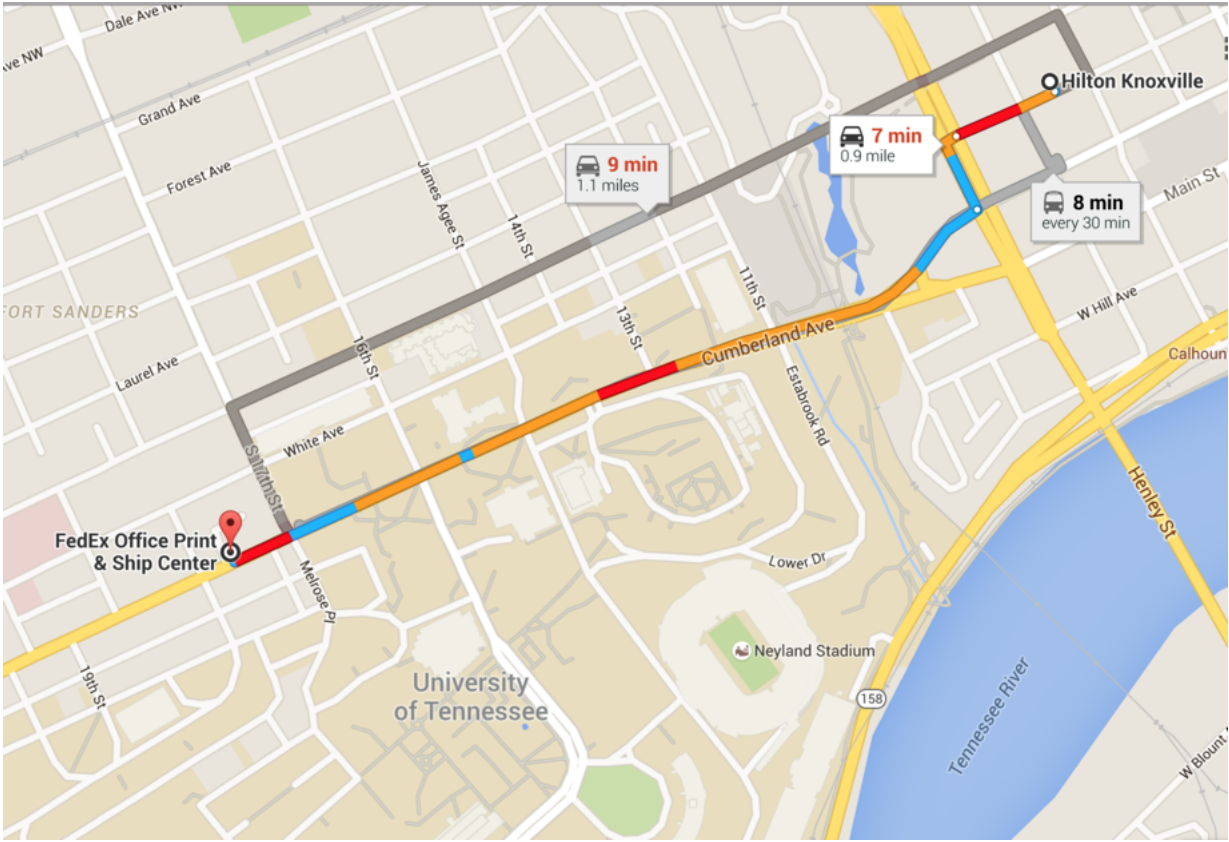 Dale Ave NW
Ave NW
Grand Ave
Forest Ave
Hilton Knoxville
7 min
0.9 mile
9 min
1.1 miles
8 min
every 30 min
Main St
James Agee St
14th St
11th St
13th St
16th St
FORT SANDERS
W Hill Ave
Cumberland Ave
Calhoun
Laurel Ave
Estabrook Rd
White Ave
S 17th St
Henley St
FedEx Office Print
& Ship Center
Lower Dr
Melrose Pl
Neyland Stadium
19th St
University
of Tennessee
158
Tennessee River
W Blount